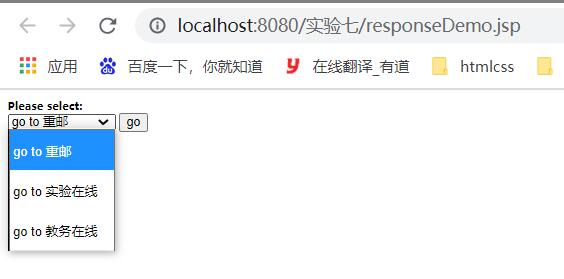 localhost:8080/实验七/responseDemo.jsp
应用 百度一下，你就知道 在线翻译_有道 htmlcss
Please select:
go to 重邮 go
go to 重邮
go to 实验在线
go to 教务在线